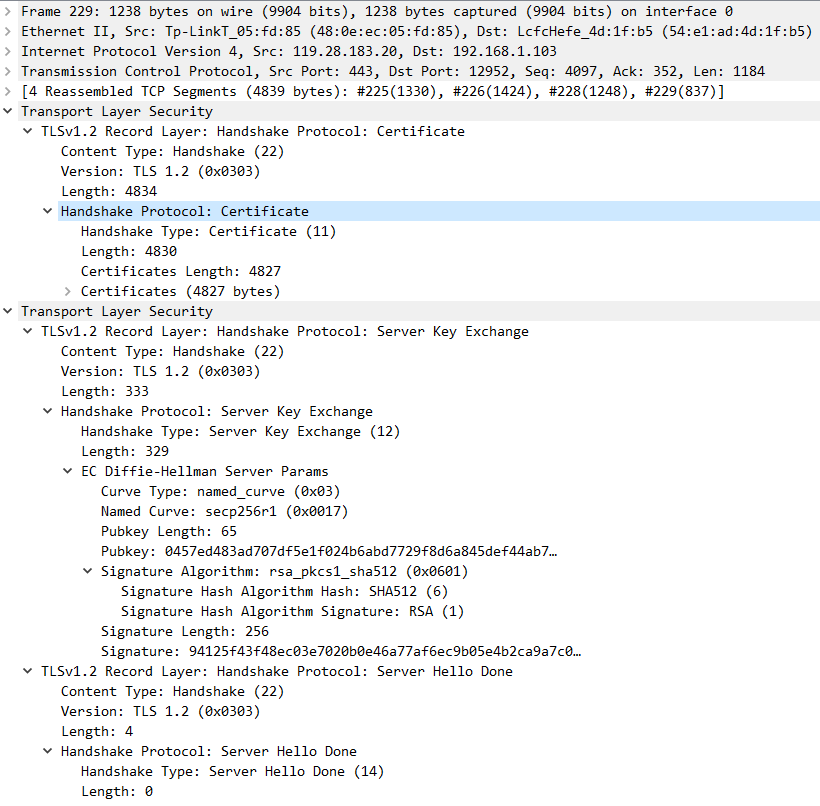 Frame 229: 1238 bytes on wire (9904 bits), 1238 bytes captured (9904 bits) on interface 0
Ethernet II, Src: Tp-LinkT_05:fd:85 (48:0e:ec:05:fd:85), Dst: LcfcHefe_4d:1f:b5 (54:e1:ad:4d:1f:b5)
Internet Protocol Version 4, Src: 119.28.183.20, Dst: 192.168.1.103
Transmission Control Protocol, Src Port: 443, Dst Port: 12952, Seq: 4097, Ack: 352, Len: 1184
[4 Reassembled TCP Segments (4839 bytes): #225(1330), #226(1424), #228(1248), #229(837)]
Transport Layer Security
TLSv1.2 Record Layer: Handshake Protocol: Certificate
Content Type: Handshake (22)
Version: TLS 1.2 (0x0303)
Length: 4834
Handshake Protocol: Certificate
Handshake Type: Certificate (11)
Length: 4830
Certificates Length: 4827
Certificates (4827 bytes)
Transport Layer Security
TLSv1.2 Record Layer: Handshake Protocol: Server Key Exchange
Content Type: Handshake (22)
Version: TLS 1.2 (0x0303)
Length: 333
Handshake Protocol: Server Key Exchange
Handshake Type: Server Key Exchange (12)
Length: 329
EC Diffie-Hellman Server Params
Curve Type: named_curve (0x03)
Named Curve: secp256r1 (0x0017)
Pubkey Length: 65
Pubkey: 0457ed483ad707df5e1f024b6abd7729f8d6a845def44ab7…
Signature Algorithm: rsa_pkcs1_sha512 (0x0601)
Signature Hash Algorithm Hash: SHA512 (6)
Signature Hash Algorithm Signature: RSA (1)
Signature Length: 256
Signature: 94125f43f48ec03e7020b0e46a77af6ec9b05e4b2ca9a7c0…
TLSv1.2 Record Layer: Handshake Protocol: Server Hello Done
Content Type: Handshake (22)
Version: TLS 1.2 (0x0303)
Length: 4
Handshake Protocol: Server Hello Done
Handshake Type: Server Hello Done (14)
Length: 0